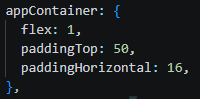 appContainer: {
  flex: 1,
  paddingTop: 50,
  paddingHorizontal: 16,
},